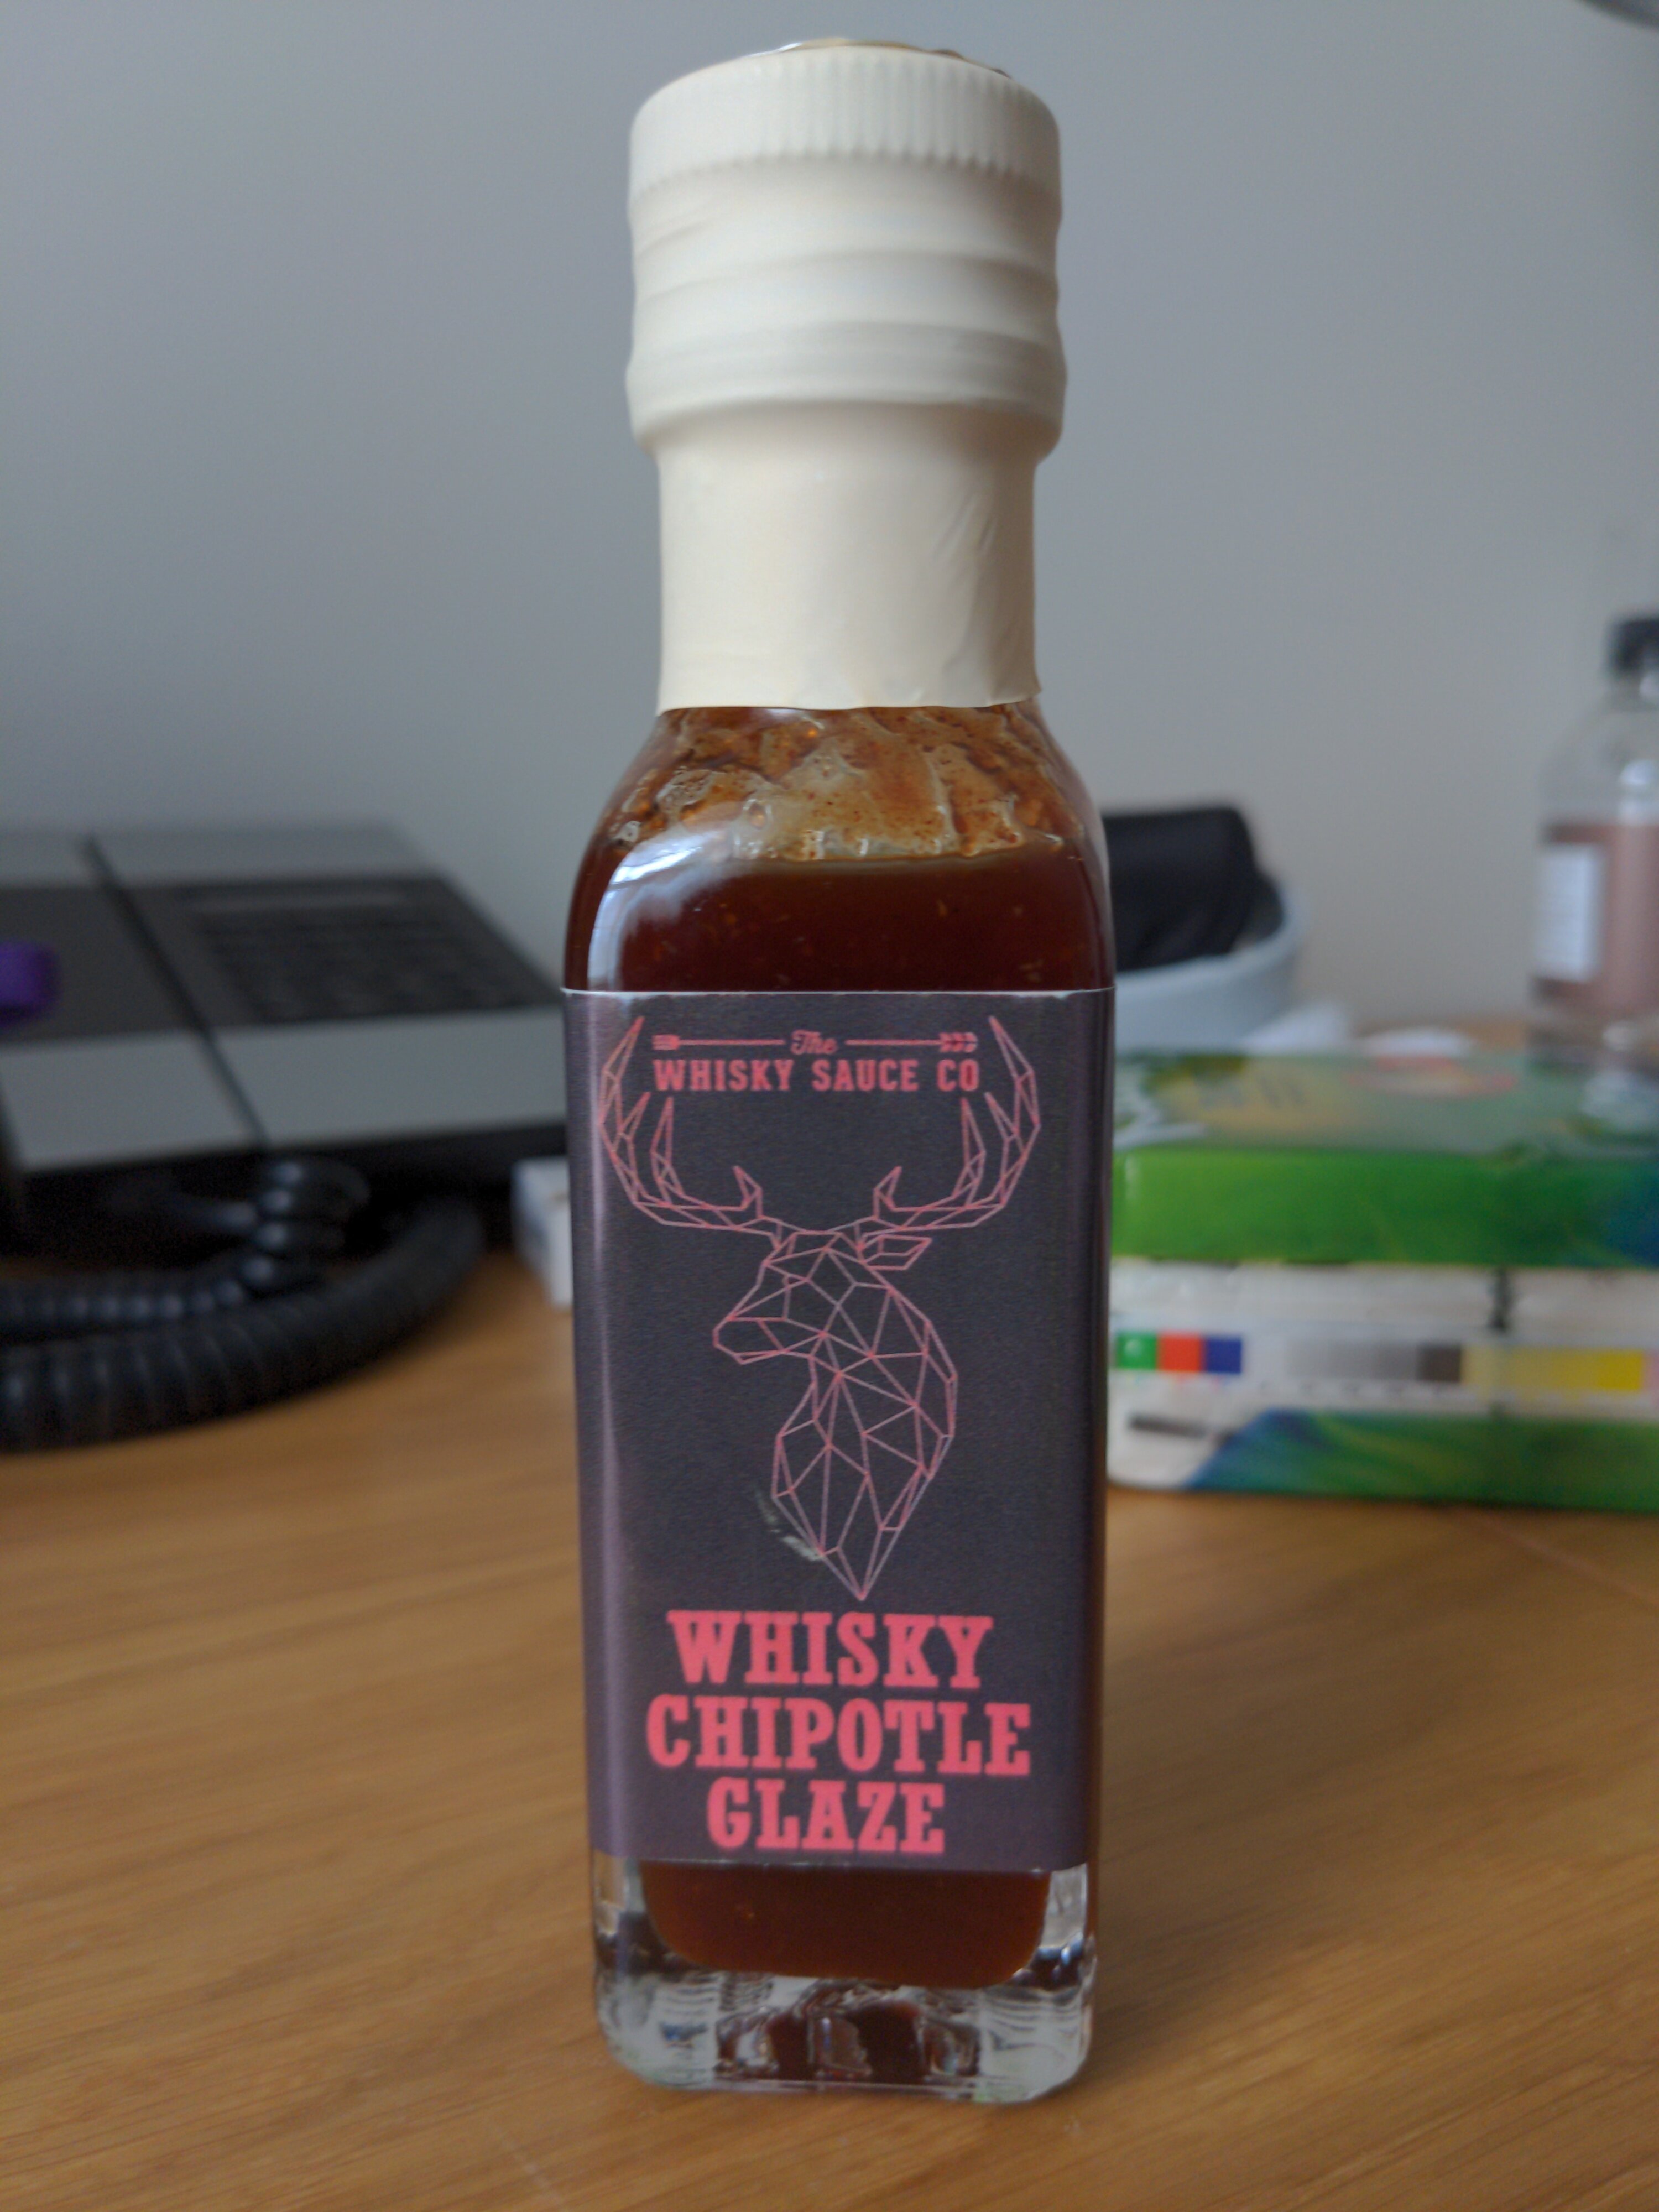 The
WHISKY SAUCE CO
WHISKY
CHIPOTLE
GLAZE